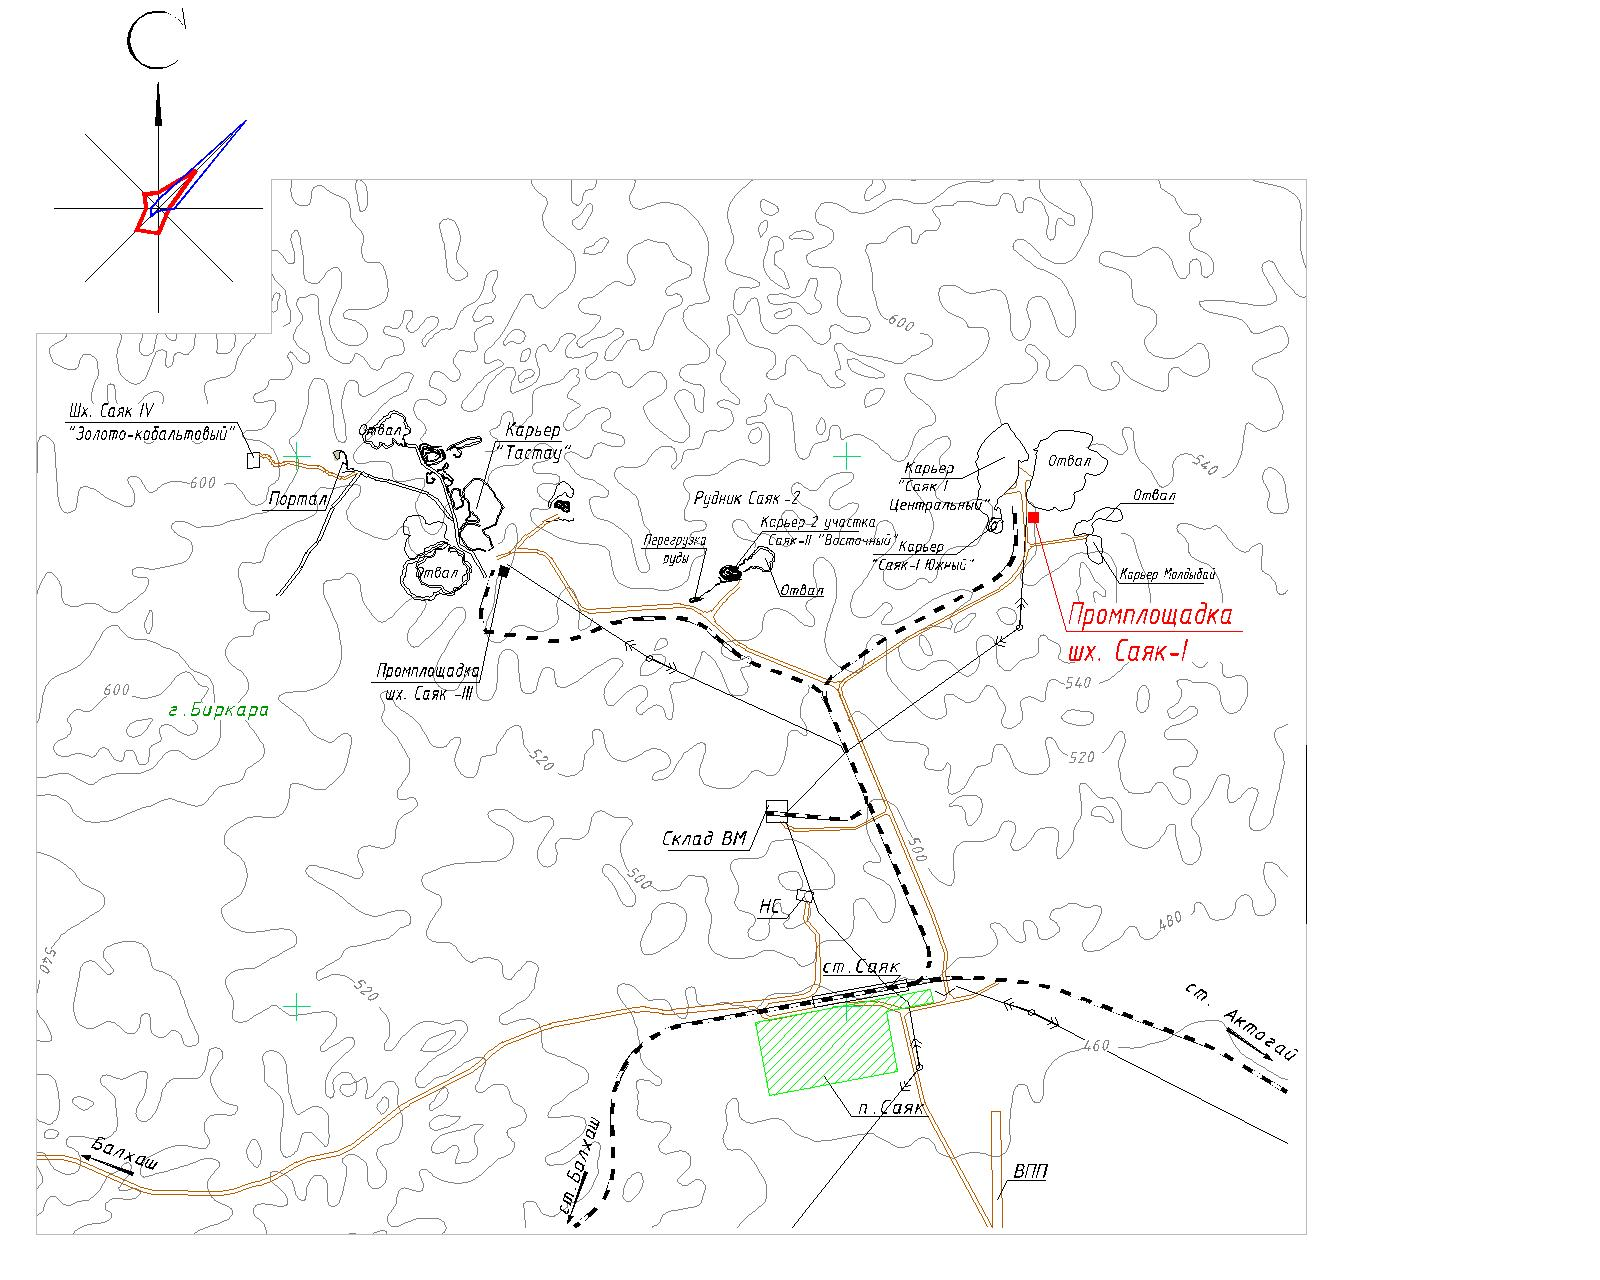 С
600
Шх. Саяк IV
"Золото-кобальтовый"
Отвал
Карьер
"Тастау"
600
Портал
Отвал
Рудник Саяк-2
Перегрузка
руды
Карьер 2 участка
Саяк-II "Восточный"
Отвал
Карьер
"Саяк I
Центральный"
Карьер
"Саяк-I Южный"
Отвал
540
Отвал
Карьер Молдыбай
Промплощадка
шх. Саяк-I
Промплощадка
шх. Саяк-III
600
г.Биркара
540
520
520
Склад ВМ
500
500
НС
480
540
520
ст.Саяк
ст. Актогай
460
п.Саяк
Балхаш
ст.Балхаш
ВПП